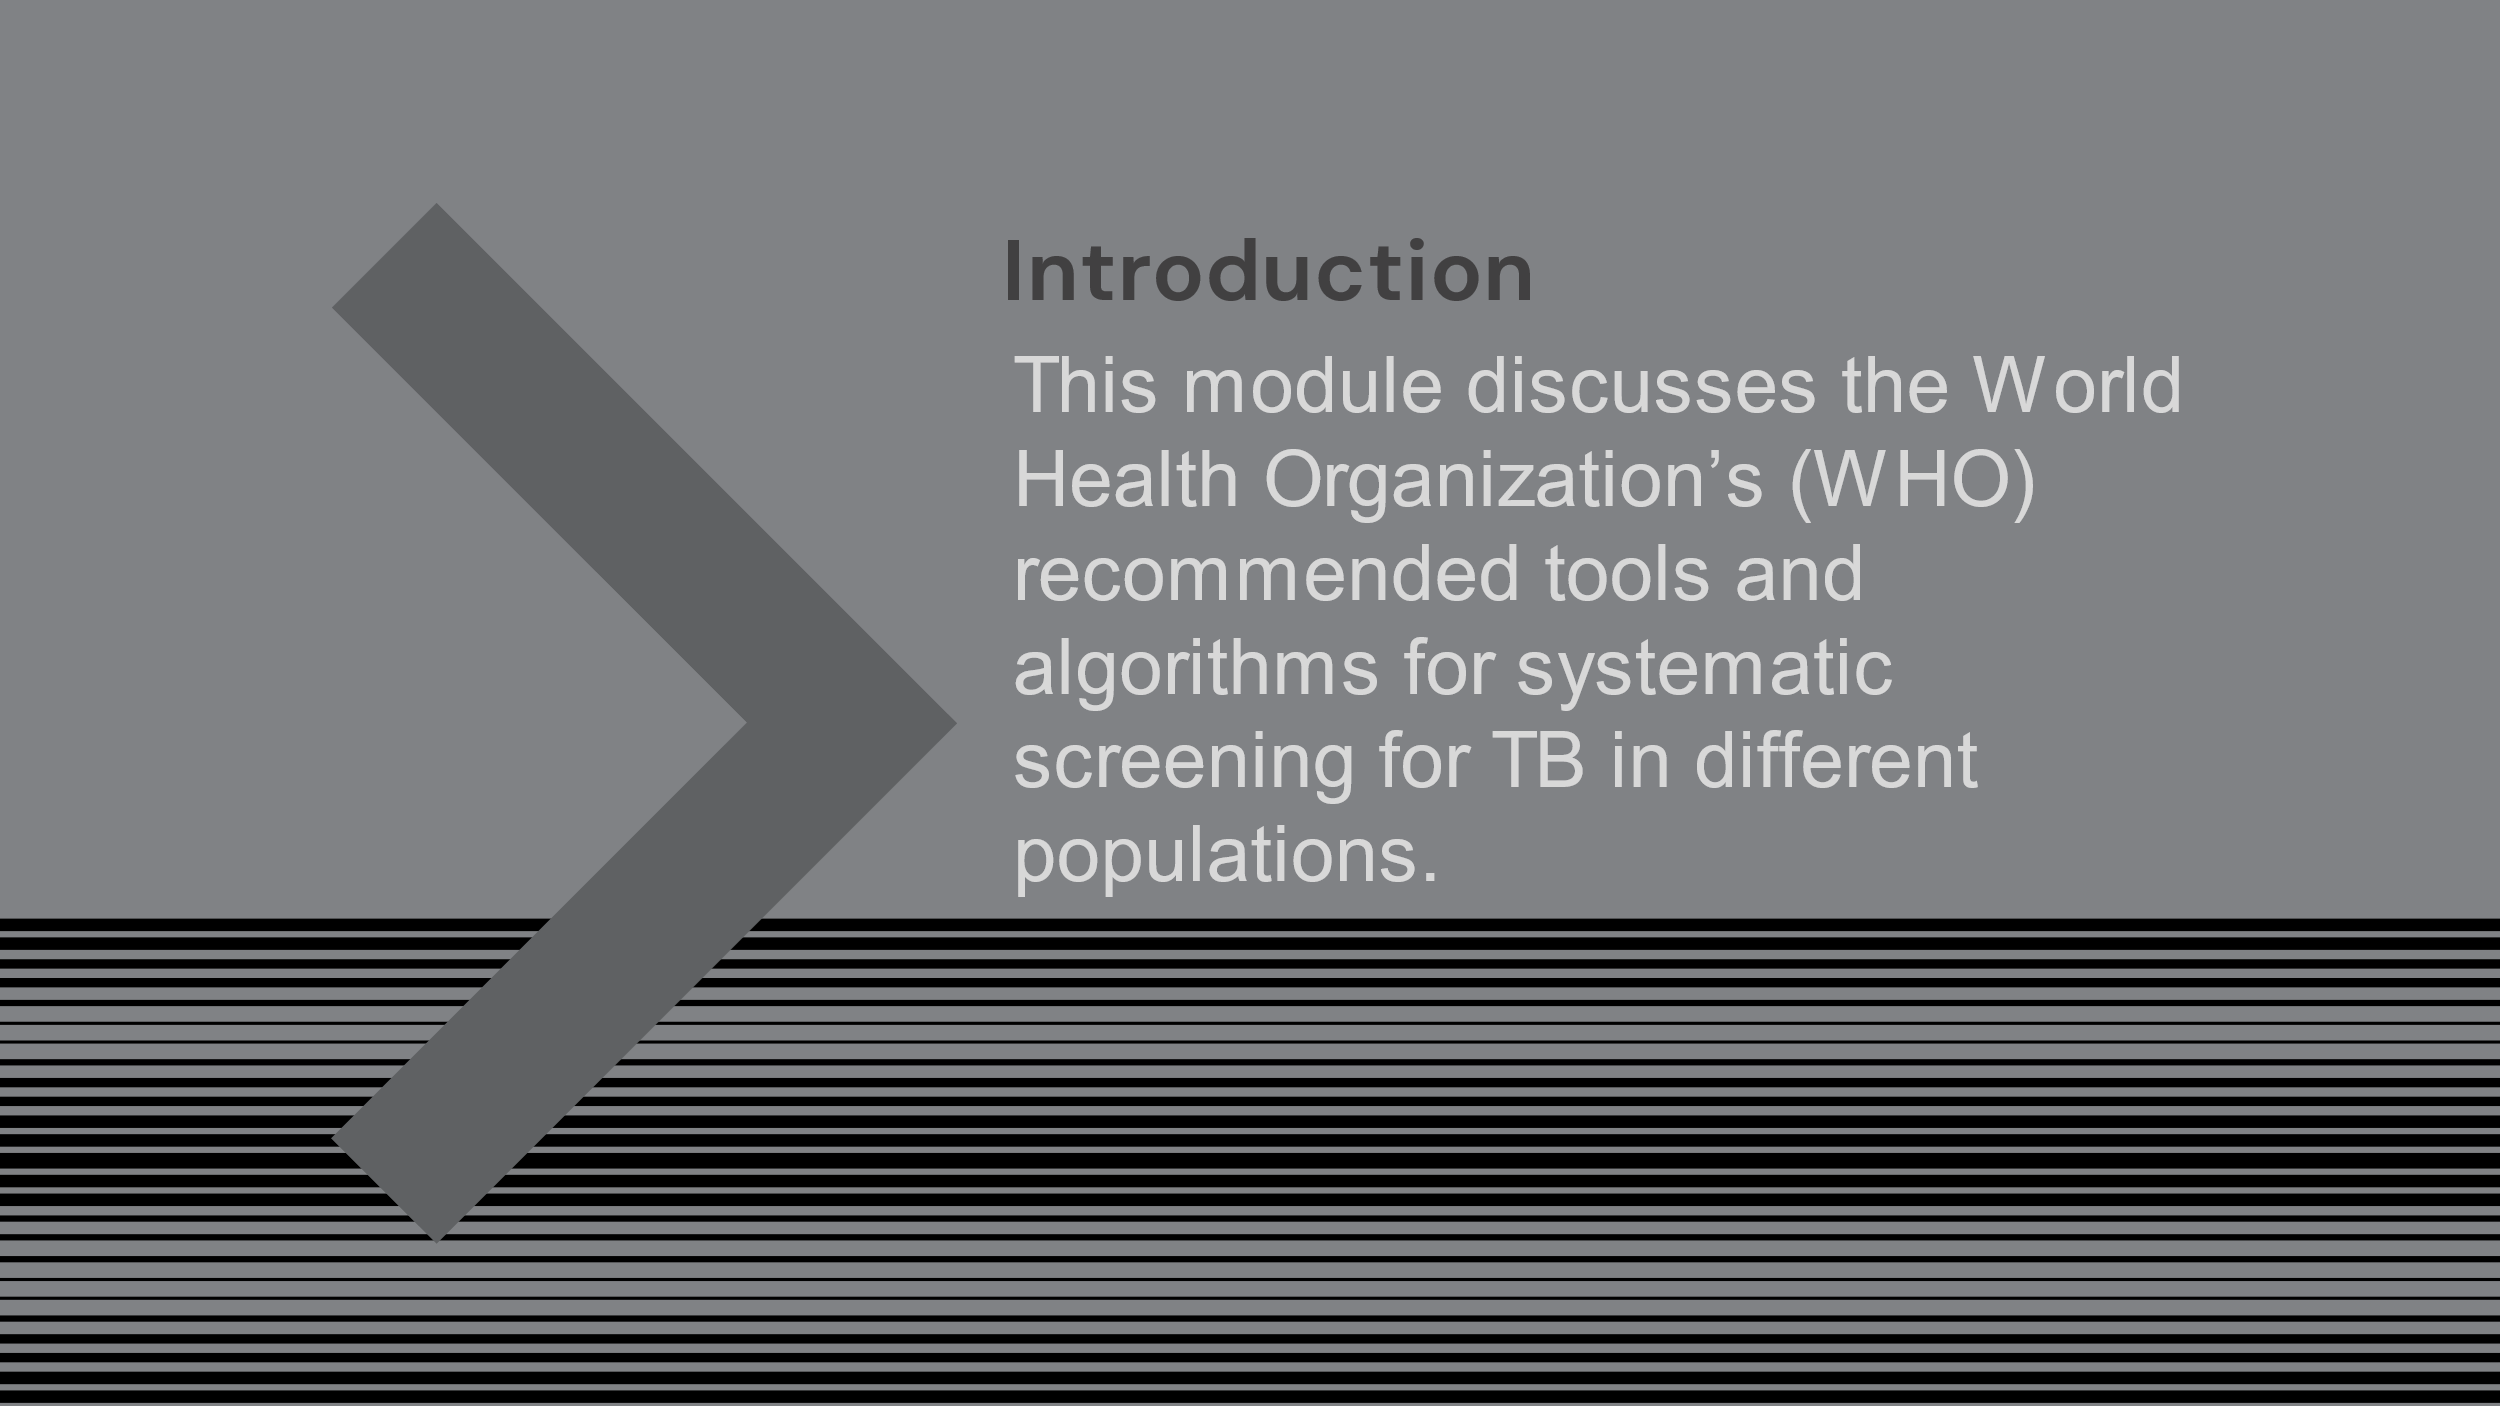 Introduction
This module discusses the World
Health Organization’s (WHO)
recommended tools and
algorithms for systematic
screening for TB in different
populations.